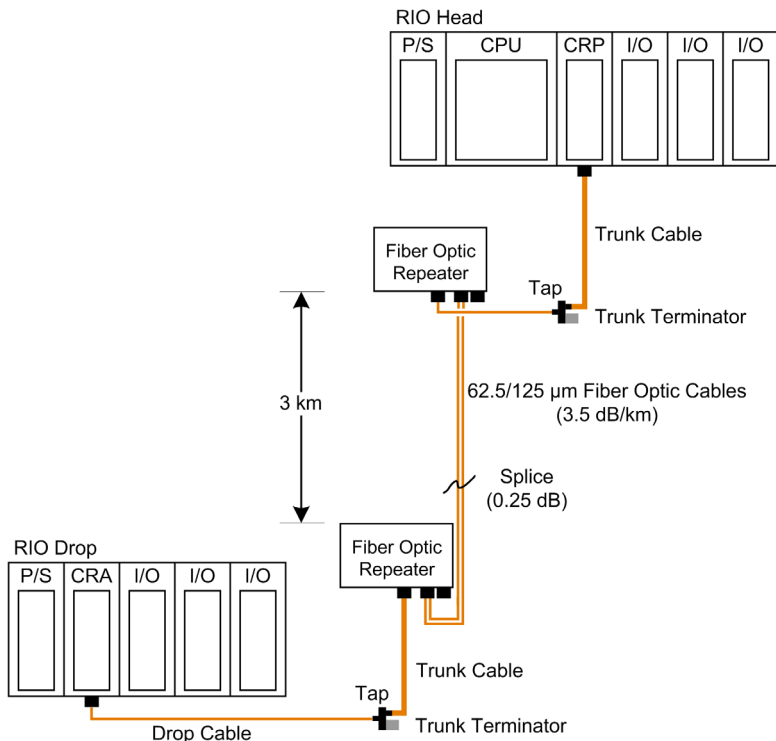 RIO Head
P/S CPU CRP I/O I/O I/O
Trunk Cable
Fiber Optic
Repeater
Tap
Trunk Terminator
3 km
62.5/125 µm Fiber Optic Cables
(3.5 dB/km)
Splice
(0.25 dB)
Fiber Optic
Repeater
RIO Drop
P/S CRA I/O I/O I/O
Trunk Cable
Tap
Trunk Terminator
Drop Cable